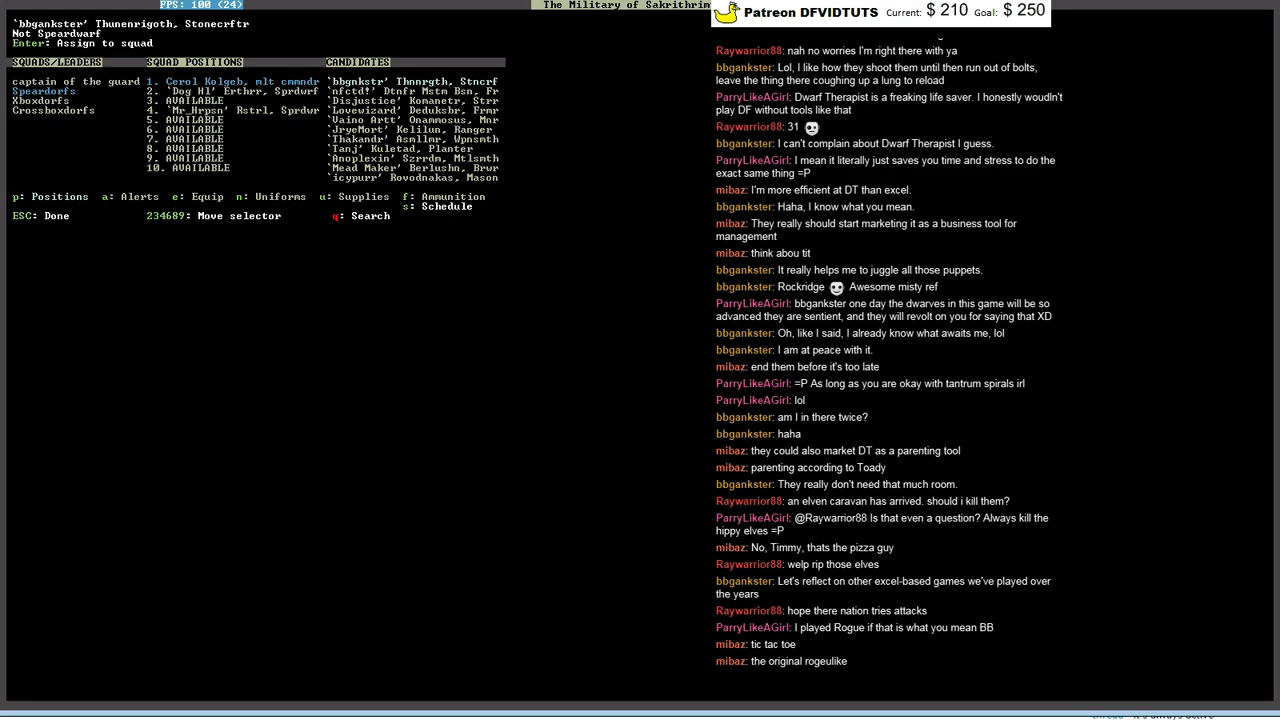 FPS: 100 (24)
The Military of Sakrithrim
Patreon DFVIDTUTS Current: $ 210 Goal: $ 250
`bbgankster' Thunenrigoth, Stonecrftr
Not Speardwarf
Enter: Assign to squad
SQUADS/LEADERS SQUAD POSITIONS CANDIDATES
captain of the guard 1. Cerol Kolgeb, mlt cmmndr `bbgnkstr' Thnnrgth, Stncrf
Speardorfs 2. `Dog Hl' Erthrr, Sprdwrf `nfctd!' Dtnfr Mstm Bsn, Fr
Xboxdorfs 3. AVAILABLE `Disjustice' Komanetr, Strr
Crossboxdorfs 4. `Mr_Hrpsn' Rstrl, Sprdwr `Louvwizard' Deduksbr, Frmr
5. AVAILABLE `Vaino Artt' Onammosus, Mnr
6. AVAILABLE `JryeMort' Kelilun, Ranger
7. AVAILABLE `Thakandr' Asmllmr, Wpnsmth
8. AVAILABLE `Tanj' Kuletad, Planter
9. AVAILABLE `Anoplexin' Szrrdm, Mtlsmth
10. AVAILABLE `Mead Maker' Berlushn, Brwr
`icypurr' Rovodnakas, Mason
p: Positions a: Alerts e: Equip n: Uniforms u: Supplies f: Ammunition
s: Schedule
ESC: Done 234689: Move selector q: Search
Raywarrior88: nah no worries I'm right there with ya
bbgankster: Lol, I like how they shoot them until then run out of bolts,
leave the thing there coughing up a lung to reload
ParryLikeAGirl: Dwarf Therapist is a freaking life saver. I honestly woudln't
play DF without tools like that
Raywarrior88: 31
bbgankster: I can't complain about Dwarf Therapist I guess.
ParryLikeAGirl: I mean it literally just saves you time and stress to do the
exact same thing =P
mibaz: I'm more efficient at DT than excel.
bbgankster: Haha, I know what you mean.
mibaz: They really should start marketing it as a business tool for
management
mibaz: think abou tit
bbgankster: It really helps me to juggle all those puppets.
bbgankster: Rockridge Awesome misty ref
ParryLikeAGirl: bbgankster one day the dwarves in this game will be so
advanced they are sentient, and they will revolt on you for saying that XD
bbgankster: Oh, like I said, I already know what awaits me, lol
bbgankster: I am at peace with it.
mibaz: end them before it's too late
ParryLikeAGirl: =P As long as you are okay with tantrum spirals irl
ParryLikeAGirl: lol
bbgankster: am I in there twice?
bbgankster: haha
mibaz: they could also market DT as a parenting tool
mibaz: parenting according to Toady
bbgankster: They really don't need that much room.
Raywarrior88: an elven caravan has arrived. should i kill them?
ParryLikeAGirl: @Raywarrior88 Is that even a question? Always kill the
hippy elves =P
mibaz: No, Timmy, thats the pizza guy
Raywarrior88: welp rip those elves
bbgankster: Let's reflect on other excel-based games we've played over
the years
Raywarrior88: hope there nation tries attacks
ParryLikeAGirl: I played Rogue if that is what you mean BB
mibaz: tic tac toe
mibaz: the original rogeulike